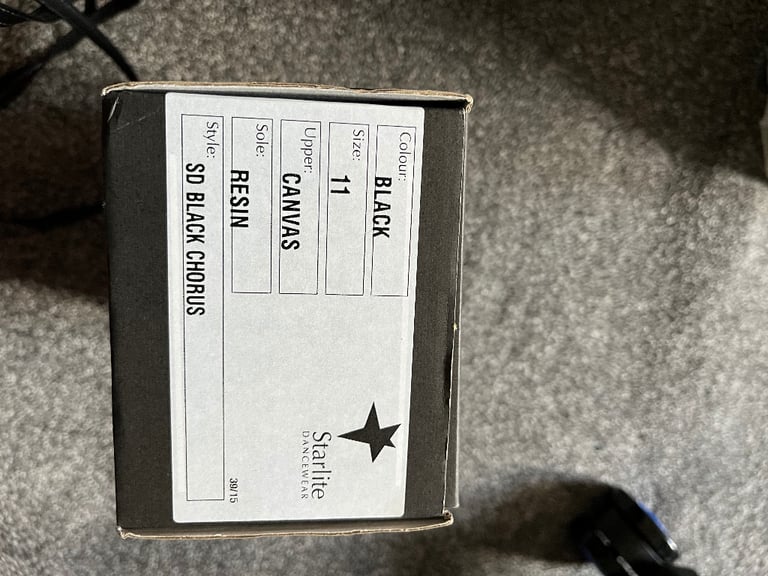 Colour: BLACK
Size: 11
Upper: CANVAS
Sole: RESIN
Style: SD BLACK CHORUS
Starlite
DANCEWEAR
39/15